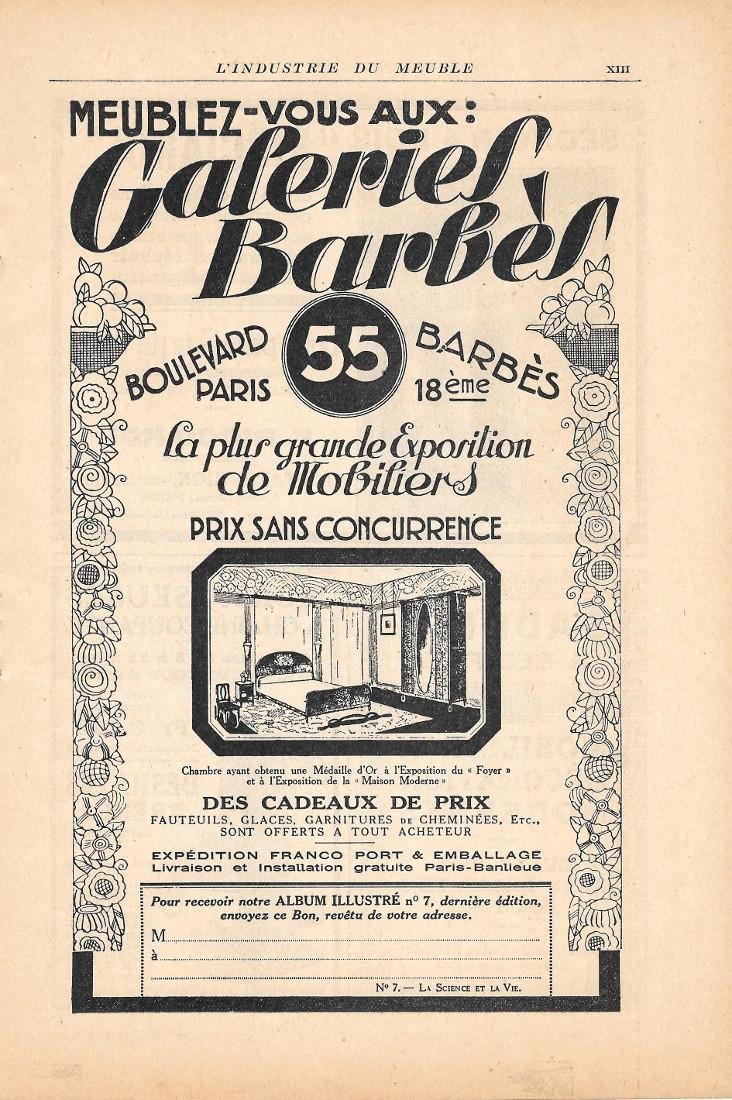 L'INDUSTRIE DU MEUBLE XIII
MEUBLEZ-VOUS AUX:
Galeries
Barbès
BOULEVARD 55 BARBÈS
PARIS 18ème
La plus grande Exposition
de Mobiliers
PRIX SANS CONCURRENCE
Chambre ayant obtenu une Médaille d'Or à l'Exposition du « Foyer »
et à l'Exposition de la « Maison Moderne »
DES CADEAUX DE PRIX
FAUTEUILS, GLACES, GARNITURES DE CHEMINÉES, ETC.,
SONT OFFERTS A TOUT ACHETEUR
EXPÉDITION FRANCO PORT & EMBALLAGE
Livraison et Installation gratuite Paris-Banlieue
Pour recevoir notre ALBUM ILLUSTRÉ nº 7, dernière édition,
envoyez ce Bon, revêtu de votre adresse.
M
à
Nº 7. — LA SCIENCE ET LA VIE.